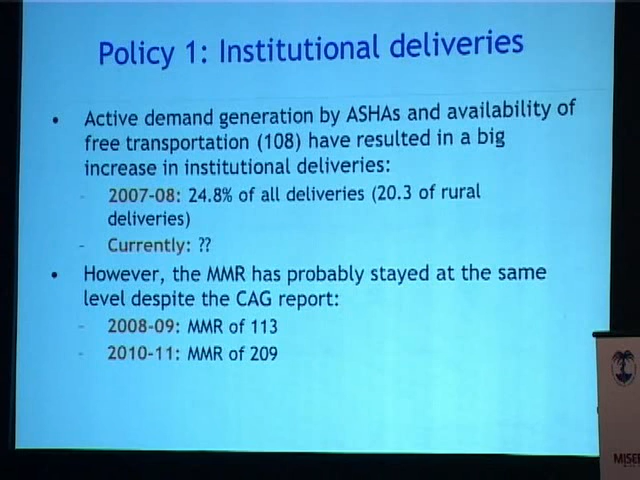 Policy 1: Institutional deliveries
• Active demand generation by ASHAs and availability of
free transportation (108) have resulted in a big
increase in institutional deliveries:
- 2007-08: 24.8% of all deliveries (20.3 of rural
deliveries)
- Currently: ??
• However, the MMR has probably stayed at the same
level despite the CAG report:
- 2008-09: MMR of 113
- 2010-11: MMR of 209